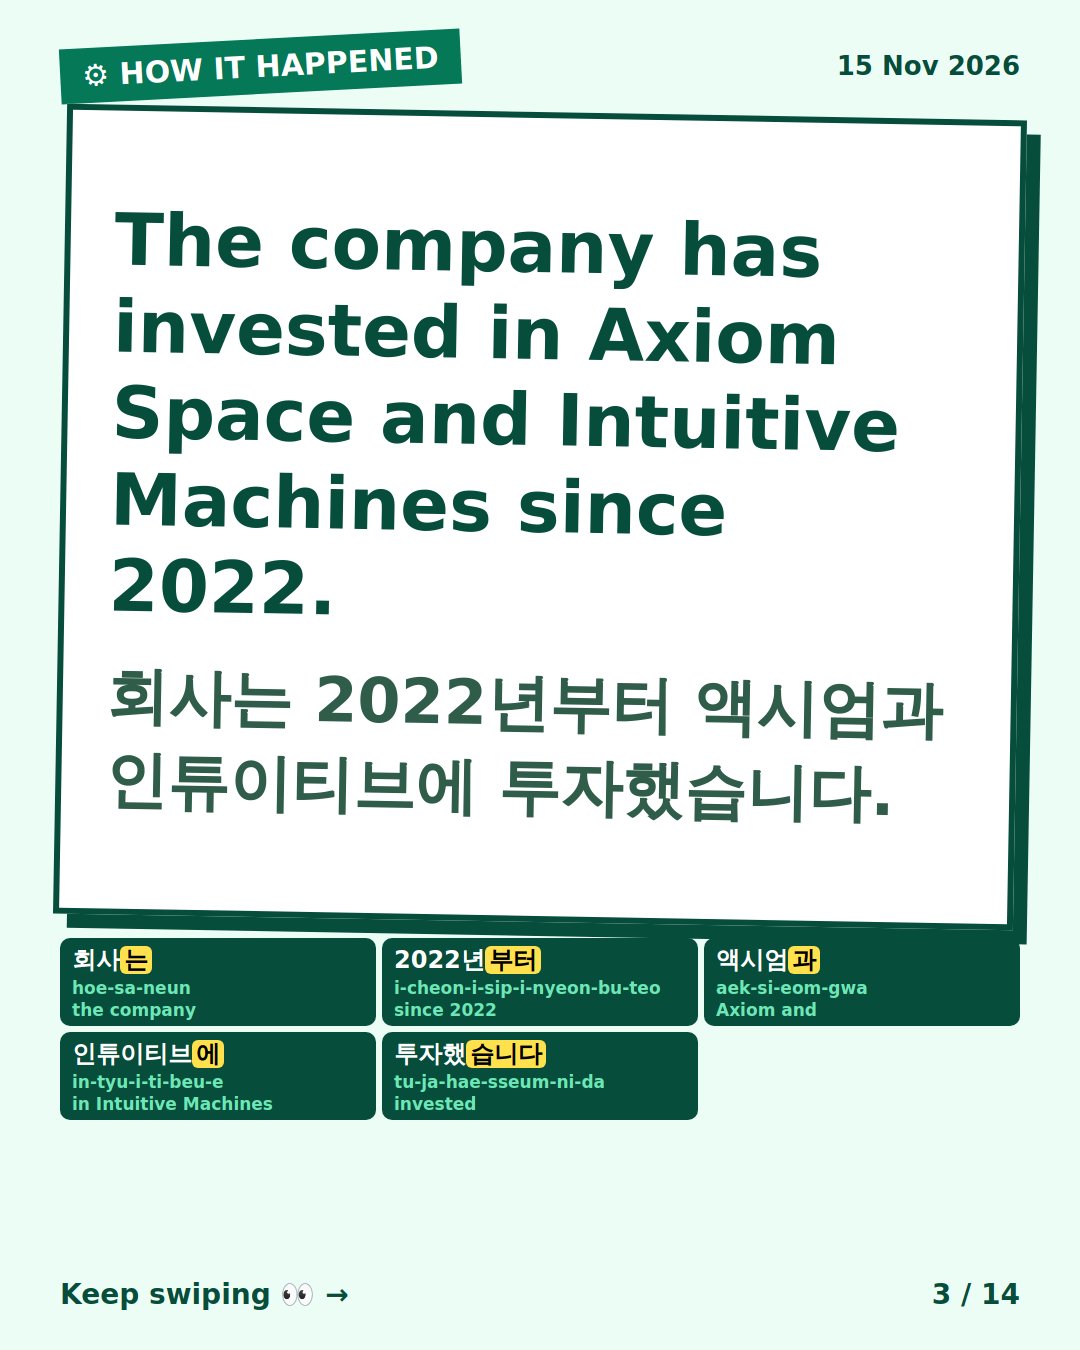 ⚙ HOW IT HAPPENED
15 Nov 2026
The company has
invested in Axiom
Space and Intuitive
Machines since
2022.
회사는 2022년부터 액시엄과
인튜이티브에 투자했습니다.
회사는
hoe-sa-neun
the company
2022년부터
i-cheon-i-sip-i-nyeon-bu-teo
since 2022
액시엄과
aek-si-eom-gwa
Axiom and
인튜이티브에
in-tyu-i-ti-beu-e
in Intuitive Machines
투자했습니다
tu-ja-hae-sseum-ni-da
invested
Keep swiping 👀 →
3 / 14